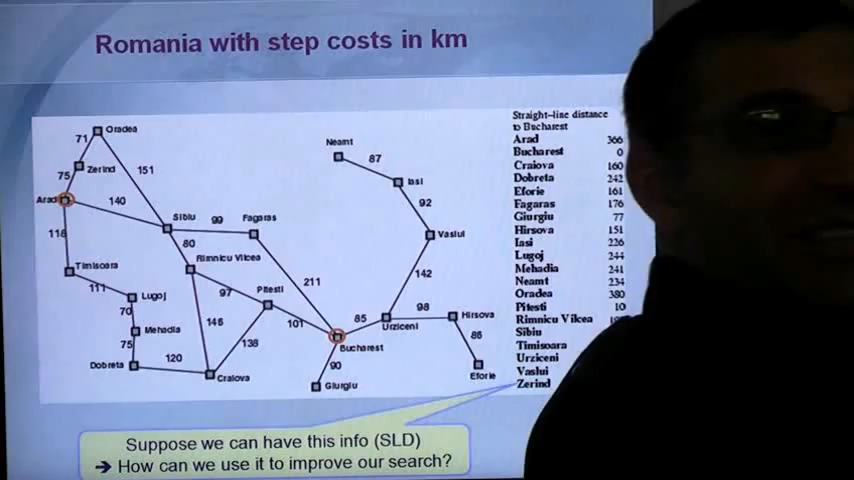 Romania with step costs in km
Straight-line distance
to Bucharest
Arad 366
Bucharest 0
Craiova 160
Dobreta 242
Eforie 161
Fagaras 176
Giurgiu 77
Hirsova 151
Iasi 226
Lugoj 244
Mehadia 241
Neamt 234
Oradea 380
Pitesti 10
Rimnicu Vilcea
Sibiu
Timisoara
Urziceni
Vaslui
Zerind
Oradea
71
Zerind
75
151
Arad
140
118
Sibiu
99
Fagaras
80
Rimnicu Vilcea
Timisoara
111
Lugoj
70
Mehadia
75
Dobreta
120
Craiova
146
97
Pitesti
138
101
211
Bucharest
90
Giurgiu
85
Urziceni
98
Hirsova
86
Eforie
142
Vaslui
92
Iasi
87
Neamt
Suppose we can have this info (SLD)
➔ How can we use it to improve our search?